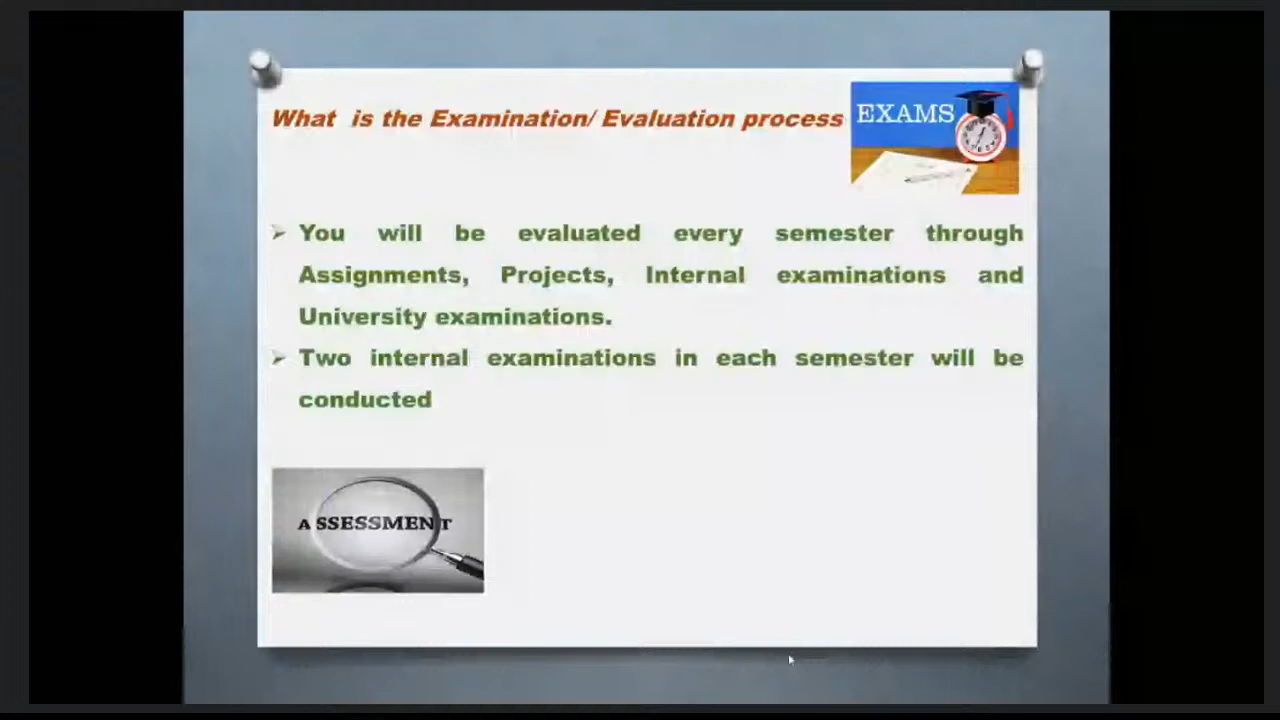 What is the Examination/ Evaluation process
EXAMS
You will be evaluated every semester through
Assignments, Projects, Internal examinations and
University examinations.
Two internal examinations in each semester will be
conducted
ASSESSMENT